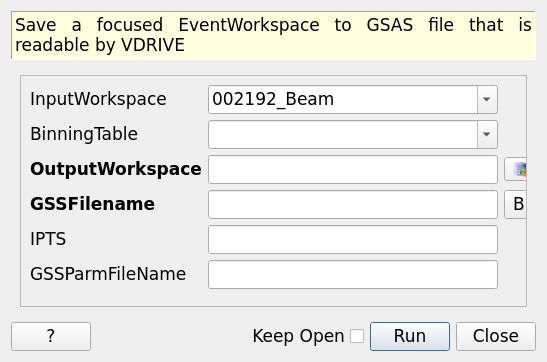 Save a focused EventWorkspace to GSAS file that is
readable by VDRIVE
InputWorkspace 002192_Beam
BinningTable
OutputWorkspace
GSSFilename B
IPTS
GSSParmFileName
? Keep Open Run Close